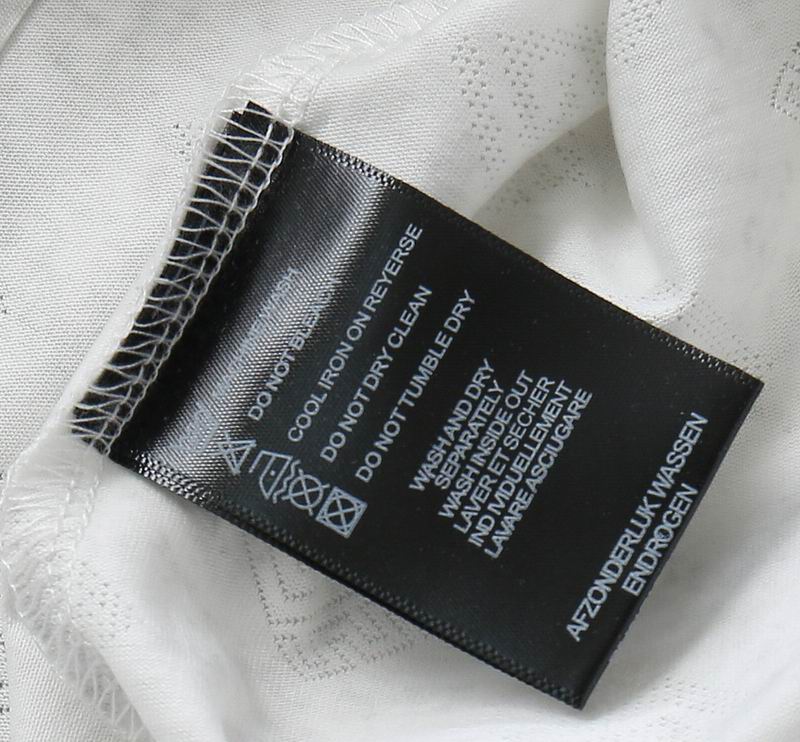 DO NOT BLEACH
COOL IRON ON REYERSE
DO NOT DRY CLEAN
DO NOT TUMBLE DRY
WASH AND DRY
SEPARATELY
WASH INSIDE OUT
LAVER ET SECHER
IND MDUELLEMENT
LAVARE ASCIUGARE
AFZONDERLUK WASSEN
ENDROGEN